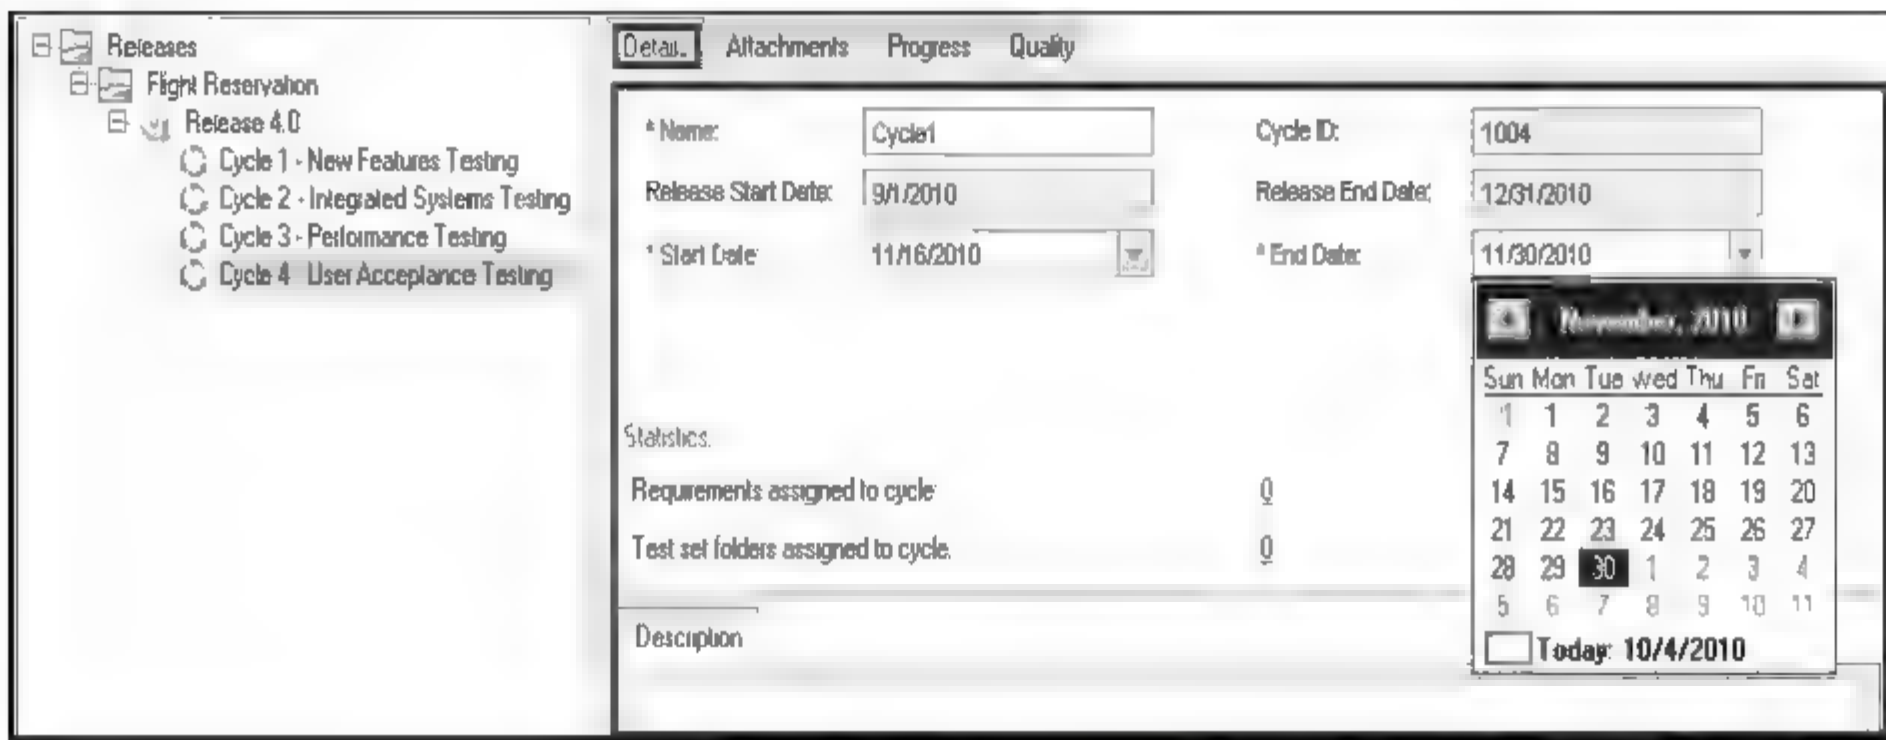 Releases
Flight Reservation
Release 4.0
Cycle 1 - New Features Testing
Cycle 2 - Integrated Systems Testing
Cycle 3 - Performance Testing
Cycle 4 User Acceptance Testing
Detai.. Attachments Progress Quality
* Name: Cycle1 Cycle ID: 1004
Release Start Date: 9/1/2010 Release End Date: 12/31/2010
* Start Date 11/16/2010 * End Date: 11/30/2010
November, 2010
Sun Mon Tue Wed Thu Fri Sat
1 1 2 3 4 5 6
7 8 9 10 11 12 13
14 15 16 17 18 19 20
21 22 23 24 25 26 27
28 29 30 1 2 3 4
5 6 7 8 9 10 11
Today: 10/4/2010
Statistics.
Requirements assigned to cycle 0
Test set folders assigned to cycle. 0
Description